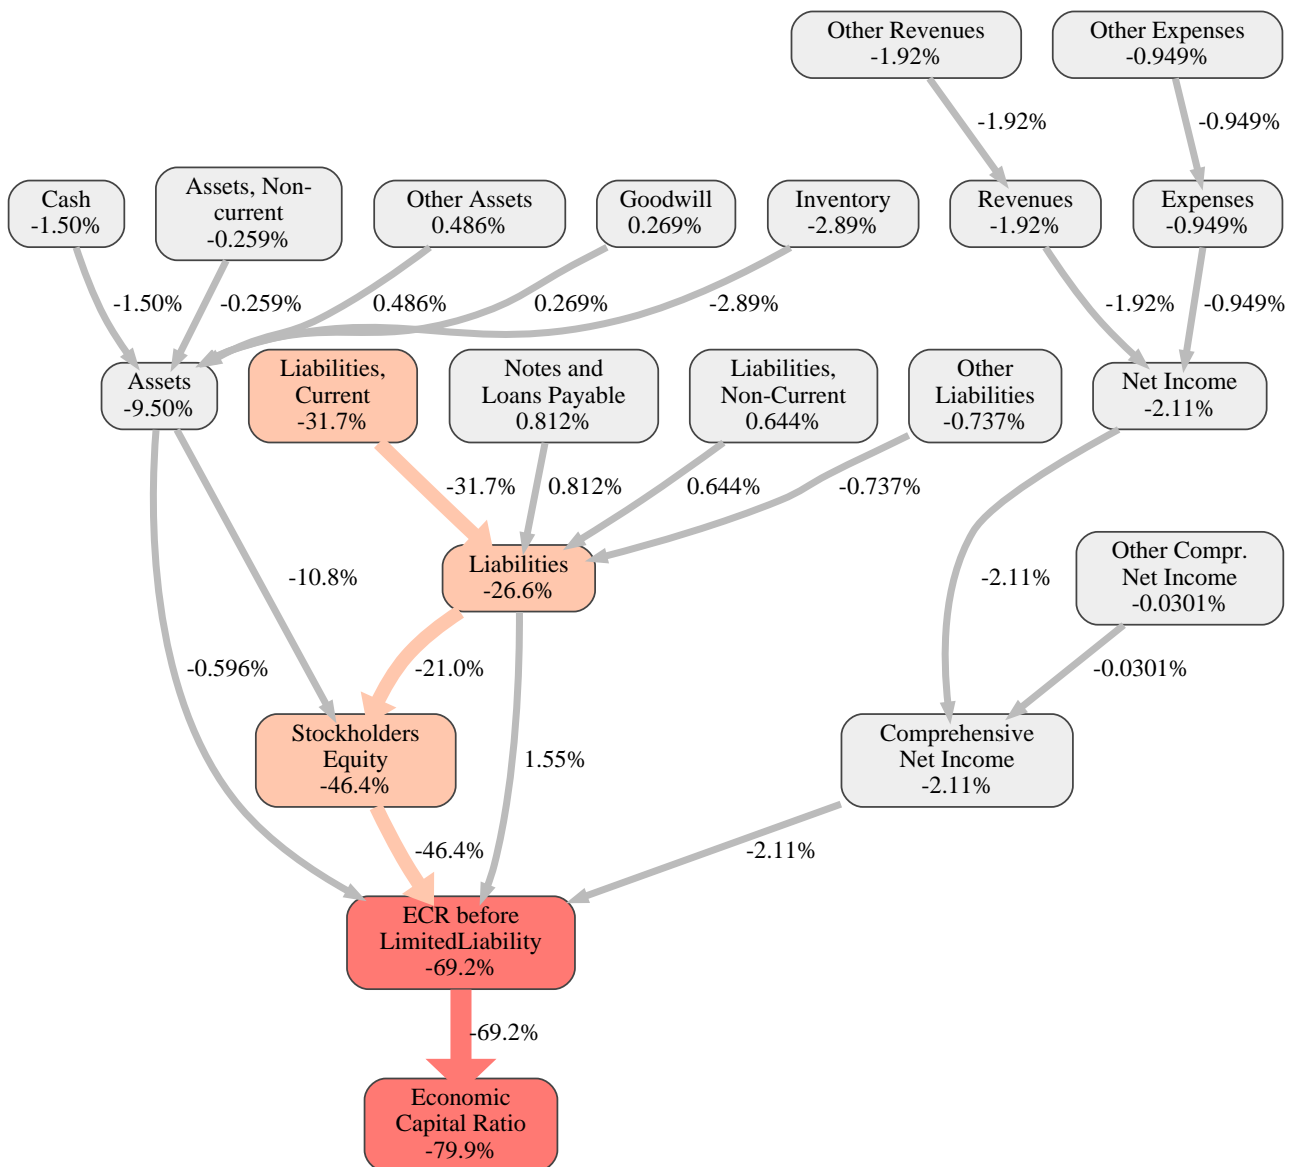 Other Revenues
-1.92%
Other Expenses
-0.949%
-1.92%
-0.949%
Cash
-1.50%
Assets, Non-
current
-0.259%
Other Assets
0.486%
Goodwill
0.269%
Inventory
-2.89%
Revenues
-1.92%
Expenses
-0.949%
-1.50%
-0.259%
0.486%
0.269%
-2.89%
-1.92%
-0.949%
Assets
-9.50%
Liabilities,
Current
-31.7%
Notes and
Loans Payable
0.812%
Liabilities,
Non-Current
0.644%
Other
Liabilities
-0.737%
Net Income
-2.11%
-31.7%
0.812%
0.644%
-0.737%
Liabilities
-26.6%
-10.8%
-2.11%
Other Compr.
Net Income
-0.0301%
-0.596%
-21.0%
-0.0301%
Stockholders
Equity
-46.4%
1.55%
Comprehensive
Net Income
-2.11%
-46.4%
-2.11%
ECR before
LimitedLiability
-69.2%
-69.2%
Economic
Capital Ratio
-79.9%